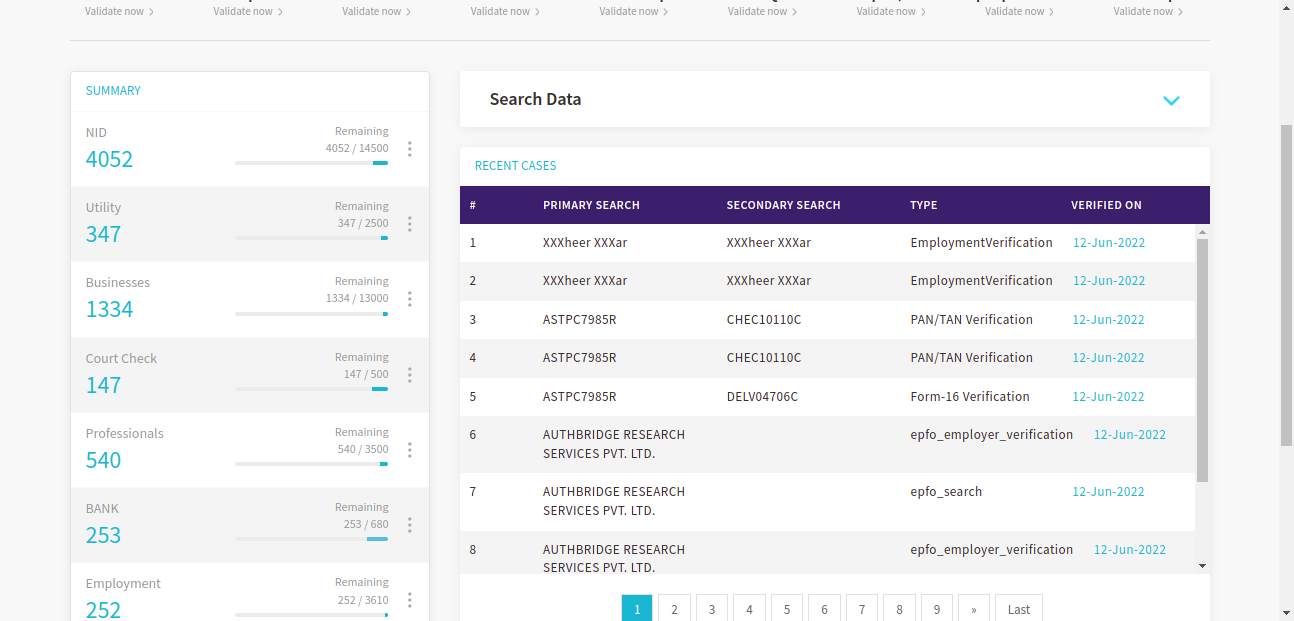 Validate now Validate now Validate now Validate now Validate now Validate now Validate now Validate now Validate now
SUMMARY
NID
4052
Remaining
4052 / 14500
Utility
347
Remaining
347 / 2500
Businesses
1334
Remaining
1334 / 13000
Court Check
147
Remaining
147 / 500
Professionals
540
Remaining
540 / 3500
BANK
253
Remaining
253 / 680
Employment
252
Remaining
252 / 3610
Search Data
RECENT CASES
# PRIMARY SEARCH SECONDARY SEARCH TYPE VERIFIED ON
1 XXXheer XXXar XXXheer XXXar EmploymentVerification 12-Jun-2022
2 XXXheer XXXar XXXheer XXXar EmploymentVerification 12-Jun-2022
3 ASTPC7985R CHEC10110C PAN/TAN Verification 12-Jun-2022
4 ASTPC7985R CHEC10110C PAN/TAN Verification 12-Jun-2022
5 ASTPC7985R DELV04706C Form-16 Verification 12-Jun-2022
6 AUTHBRIDGE RESEARCH epfo_employer_verification 12-Jun-2022
SERVICES PVT. LTD.
7 AUTHBRIDGE RESEARCH epfo_search 12-Jun-2022
SERVICES PVT. LTD.
8 AUTHBRIDGE RESEARCH epfo_employer_verification 12-Jun-2022
SERVICES PVT. LTD.
1 2 3 4 5 6 7 8 9 » Last